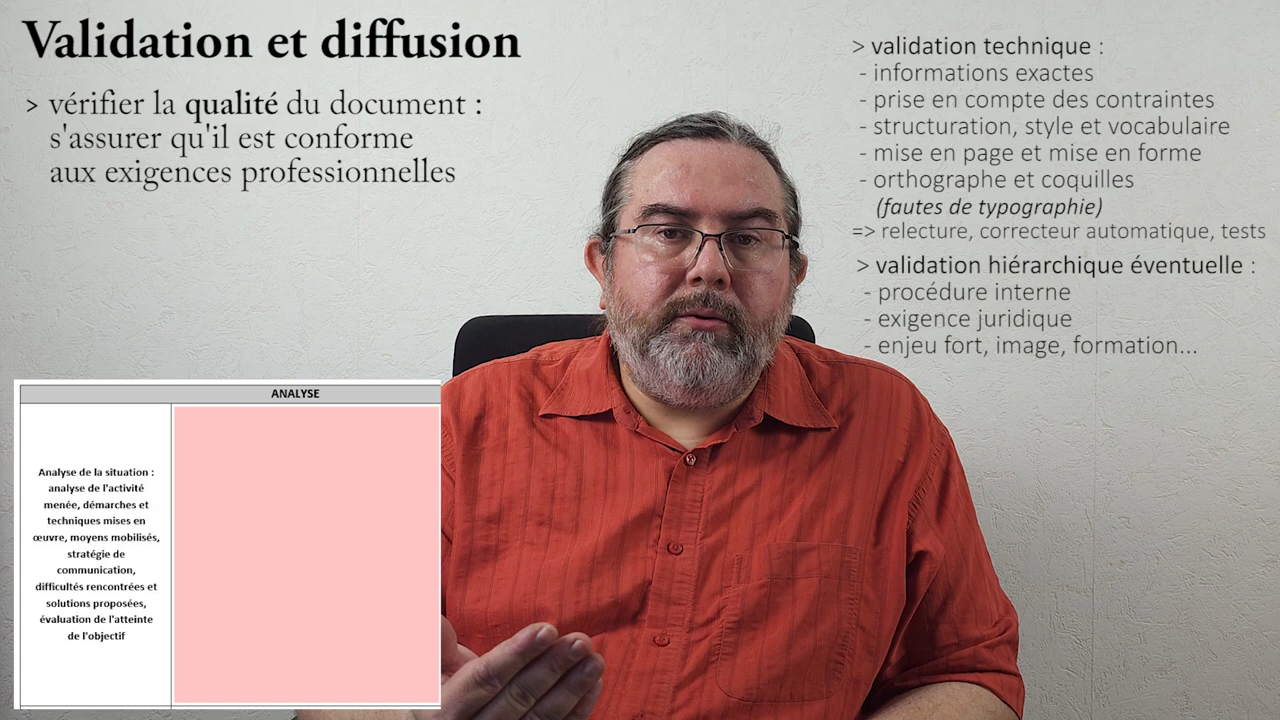 Validation et diffusion
> vérifier la qualité du document :
s'assurer qu'il est conforme
aux exigences professionnelles
> validation technique :
- informations exactes
- prise en compte des contraintes
- structuration, style et vocabulaire
- mise en page et mise en forme
- orthographe et coquilles
(fautes de typographie)
=> relecture, correcteur automatique, tests
> validation hiérarchique éventuelle :
- procédure interne
- exigence juridique
- enjeu fort, image, formation...
ANALYSE
Analyse de la situation :
analyse de l'activité
menée, démarches et
techniques mises en
œuvre, moyens mobilisés,
stratégie de
communication,
difficultés rencontrées et
solutions proposées,
évaluation de l'atteinte
de l'objectif